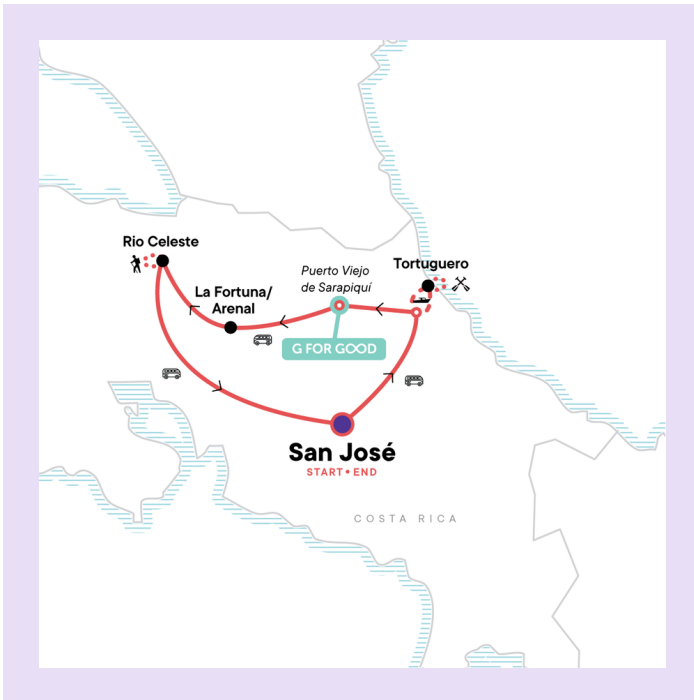 Rio Celeste
Tortuguero
Puerto Viejo
de Sarapiquí
La Fortuna/
Arenal
G FOR GOOD
San José
START • END
COSTA RICA